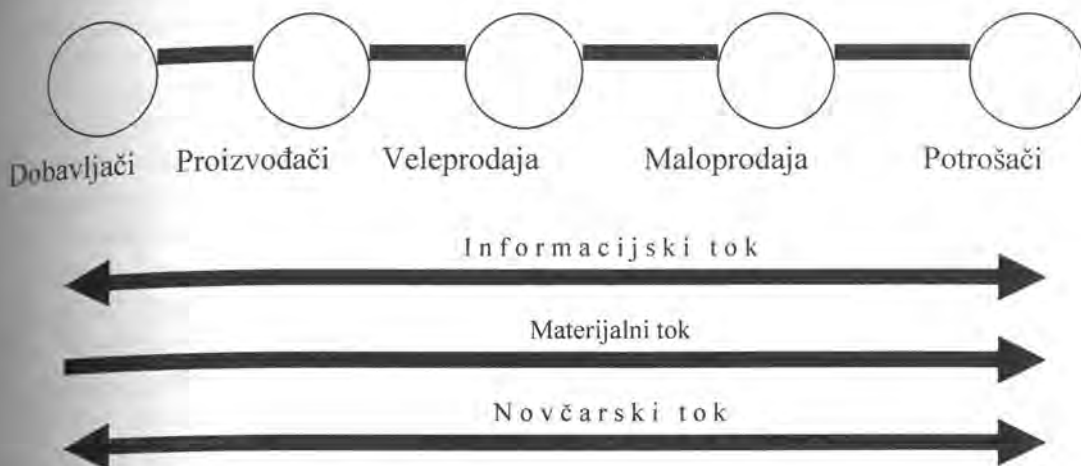 Dobavljači Proizvođači Veleprodaja Maloprodaja Potrošači
Informacijski tok
Materijalni tok
Novčarski tok